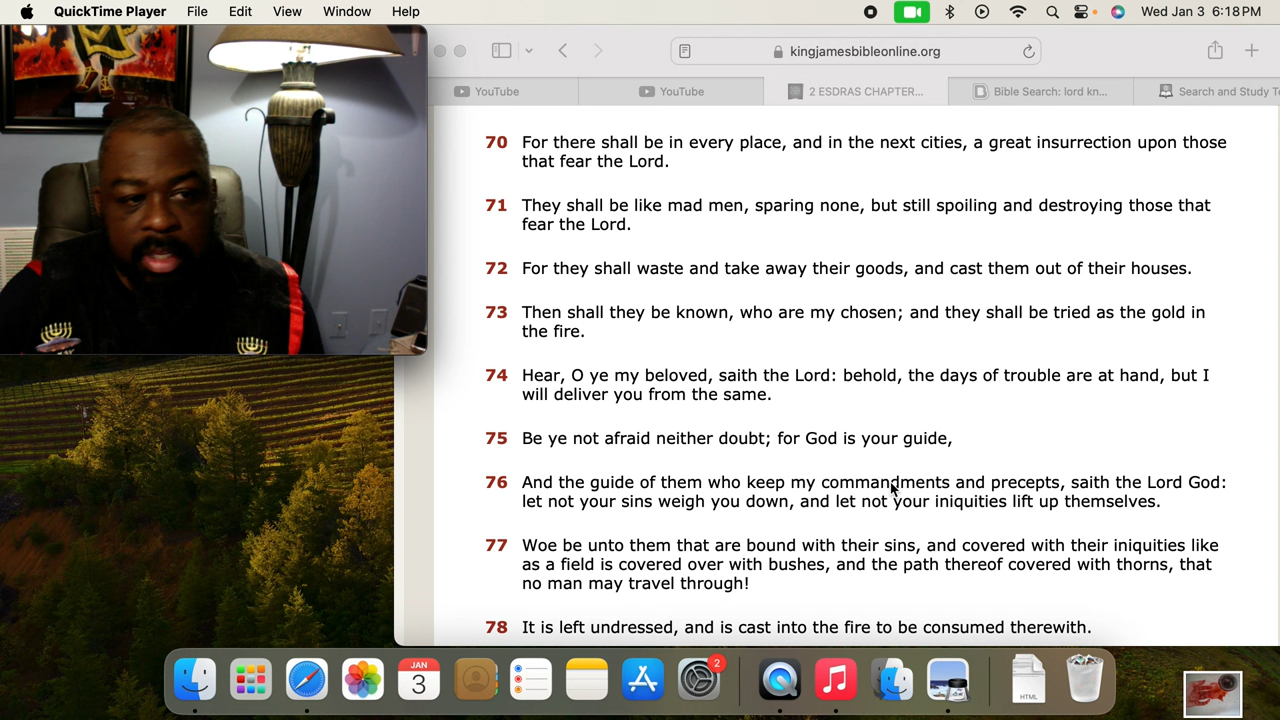 QuickTime Player File Edit View Window Help Wed Jan 3 6:18 PM
kingjamesbibleonline.org
YouTube YouTube 2 ESDRAS CHAPTER... Bible Search: lord kn... Search and Study T
70 For there shall be in every place, and in the next cities, a great insurrection upon those
that fear the Lord.
71 They shall be like mad men, sparing none, but still spoiling and destroying those that
fear the Lord.
72 For they shall waste and take away their goods, and cast them out of their houses.
73 Then shall they be known, who are my chosen; and they shall be tried as the gold in
the fire.
74 Hear, O ye my beloved, saith the Lord: behold, the days of trouble are at hand, but I
will deliver you from the same.
75 Be ye not afraid neither doubt; for God is your guide,
76 And the guide of them who keep my commandments and precepts, saith the Lord God:
let not your sins weigh you down, and let not your iniquities lift up themselves.
77 Woe be unto them that are bound with their sins, and covered with their iniquities like
as a field is covered over with bushes, and the path thereof covered with thorns, that
no man may travel through!
78 It is left undressed, and is cast into the fire to be consumed therewith.
JAN
3
2
HTML